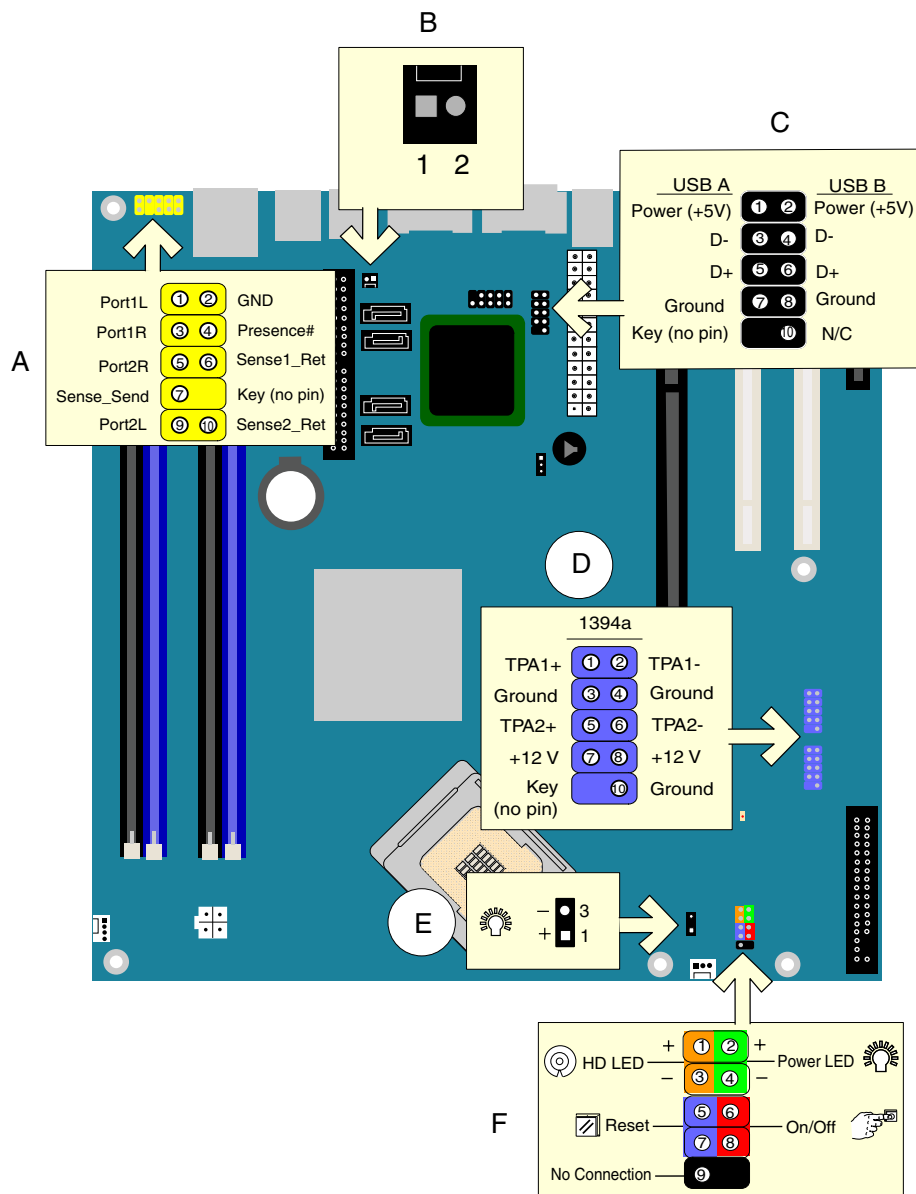 B
1 2
C
USB A USB B
Power (+5V) 1 2 Power (+5V)
D- 3 4 D-
D+ 5 6 D+
Ground 7 8 Ground
Key (no pin) 10 N/C
A
Port1L 1 2 GND
Port1R 3 4 Presence#
Port2R 5 6 Sense1_Ret
Sense_Send 7 Key (no pin)
Port2L 9 10 Sense2_Ret
D
1394a
TPA1+ 1 2 TPA1-
Ground 3 4 Ground
TPA2+ 5 6 TPA2-
+12 V 7 8 +12 V
Key (no pin) 10 Ground
E
− 3
+ 1
F
+ 1 2 +
HD LED Power LED
− 3 4 −
5 6
Reset On/Off
7 8
No Connection 9